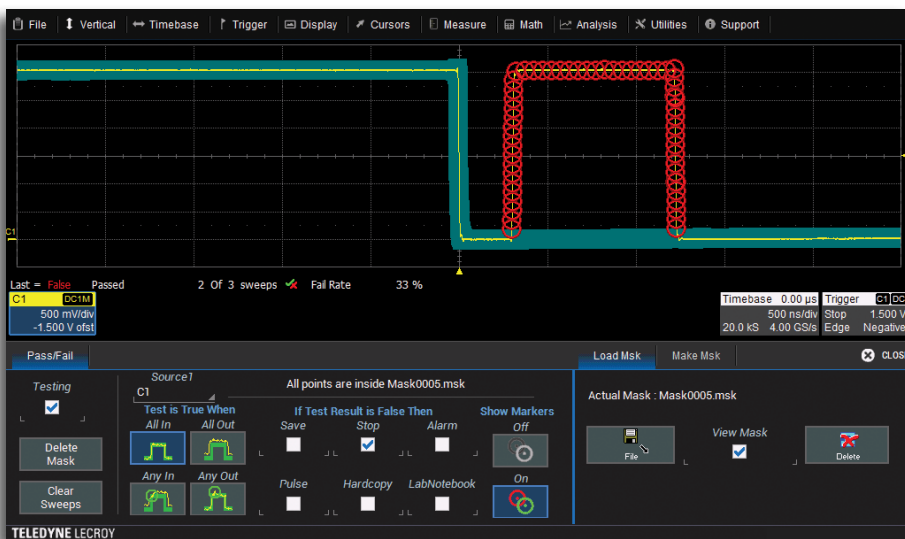 File Vertical Timebase Trigger Display Cursors Measure Math Analysis Utilities Support
C1
Last = False Passed 2 Of 3 sweeps Fail Rate 33 %
C1 DC1M
500 mV/div
-1.500 V ofst
Timebase 0.00 µs
500 ns/div
20.0 kS 4.00 GS/s
Trigger C1 DC
Stop 1.500 V
Edge Negative
Pass/Fail
Load Msk Make Msk
CLOS
Testing
Delete
Mask
Clear
Sweeps
Source1
C1
All points are inside Mask0005.msk
Test is True When
All In All Out
Any In Any Out
If Test Result is False Then
Save Stop Alarm
Pulse Hardcopy LabNotebook
Show Markers
Off
On
Actual Mask : Mask0005.msk
File
View Mask
Delete
TELEDYNE LECROY